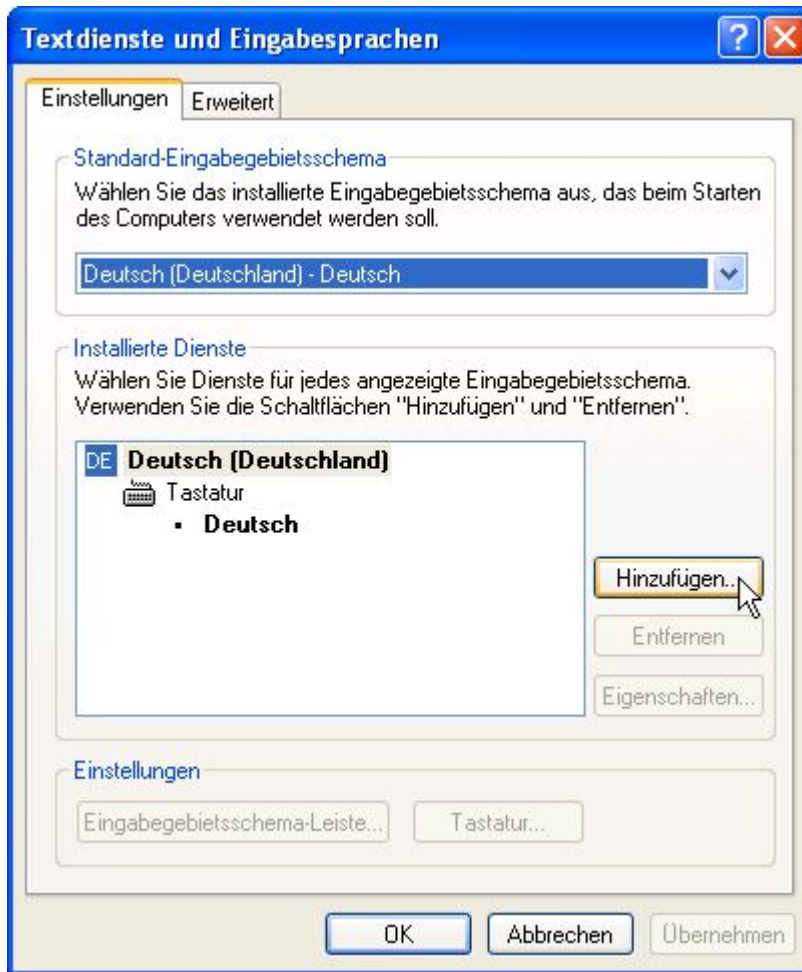 Textdienste und Eingabesprachen
Einstellungen
Erweitert
Standard-Eingabegebietsschema
Wählen Sie das installierte Eingabegebietsschema aus, das beim Starten
des Computers verwendet werden soll.
Deutsch (Deutschland) - Deutsch
Installierte Dienste
Wählen Sie Dienste für jedes angezeigte Eingabegebietsschema.
Verwenden Sie die Schaltflächen "Hinzufügen" und "Entfernen".
DE Deutsch (Deutschland)
Tastatur
▪ Deutsch
Hinzufügen...
Entfernen
Eigenschaften...
Einstellungen
Eingabegebietsschema-Leiste...
Tastatur...
OK
Abbrechen
Übernehmen